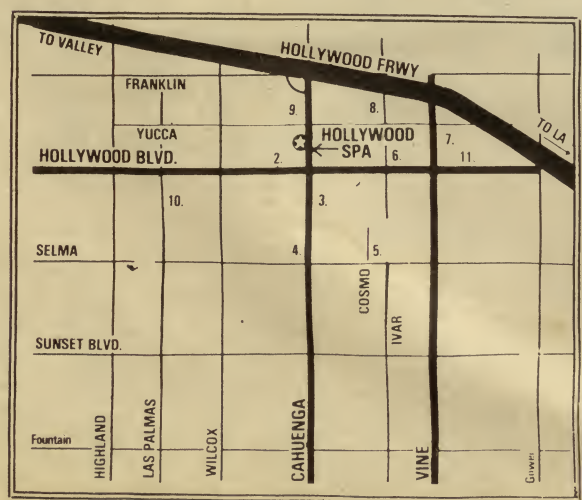 TO VALLEY
HOLLYWOOD FRWY
FRANKLIN
9.
8.
TO LA
YUCCA
HOLLYWOOD
SPA
7.
HOLLYWOOD BLVD.
2.
6.
11.
10.
3.
SELMA
4.
5.
COSMO
IVAR
SUNSET BLVD.
Fountain
HIGHLAND
LAS PALMAS
WILCOX
CAHUENGA
VINE
Gower